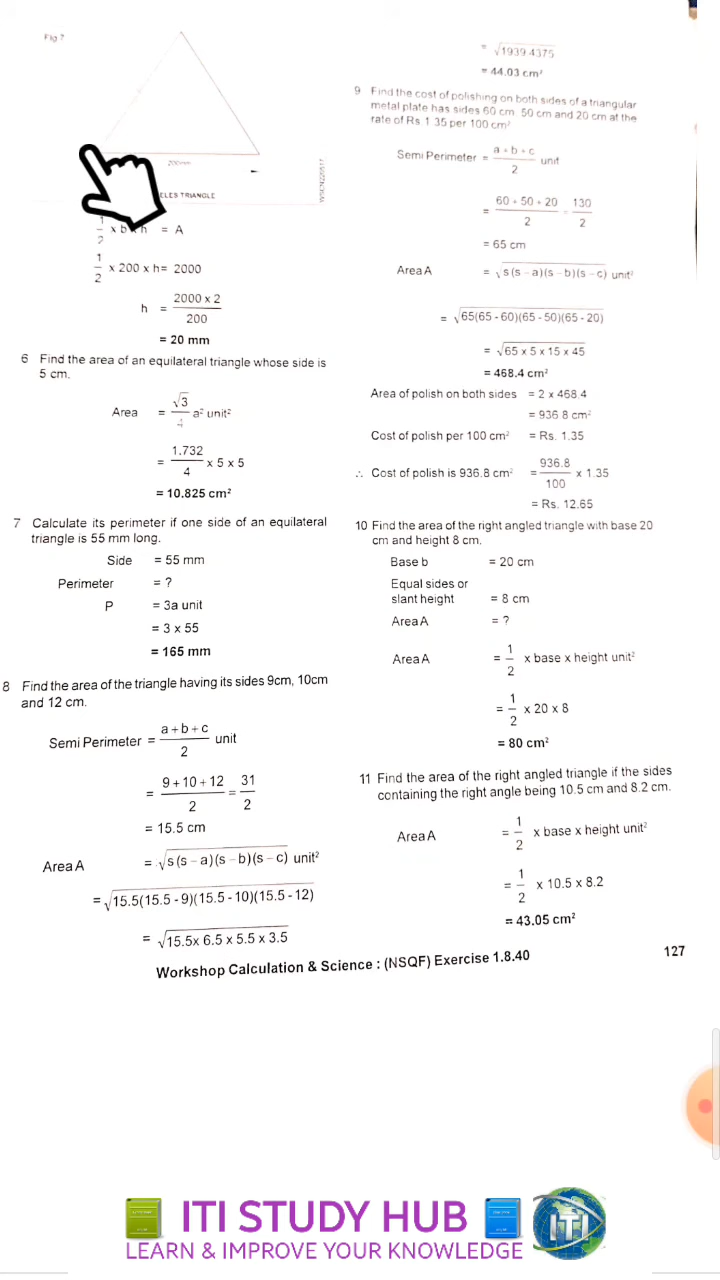 Fig 7
200mm
ELES TRIANGLE
1/2 x b x h = A
1/2 x 200 x h= 2000
h = 2000 x 2 / 200
= 20 mm
6 Find the area of an equilateral triangle whose side is
5 cm.
Area = √3/4 a² unit²
= 1.732/4 x 5 x 5
= 10.825 cm²
7 Calculate its perimeter if one side of an equilateral
triangle is 55 mm long.
Side = 55 mm
Perimeter = ?
P = 3a unit
= 3 x 55
= 165 mm
8 Find the area of the triangle having its sides 9cm, 10cm
and 12 cm.
Semi Perimeter = a+b+c / 2 unit
= 9+10+12 / 2 = 31/2
= 15.5 cm
Area A = √s(s-a)(s-b)(s-c) unit²
= √15.5(15.5-9)(15.5-10)(15.5-12)
= √15.5x 6.5 x 5.5 x 3.5
= √1939.4375
= 44.03 cm²
9 Find the cost of polishing on both sides of a triangular
metal plate has sides 60 cm 50 cm and 20 cm at the
rate of Rs 1 35 per 100 cm²
Semi Perimeter = a+b+c / 2 unit
= 60+50+20 / 2 = 130/2
= 65 cm
Area A = √s(s-a)(s-b)(s-c) unit²
= √65(65-60)(65-50)(65-20)
= √65 x 5 x 15 x 45
= 468.4 cm²
Area of polish on both sides = 2 x 468.4
= 936.8 cm²
Cost of polish per 100 cm² = Rs. 1.35
∴ Cost of polish is 936.8 cm² = 936.8/100 x 1.35
= Rs. 12.65
10 Find the area of the right angled triangle with base 20
cm and height 8 cm.
Base b = 20 cm
Equal sides or
slant height = 8 cm
Area A = ?
Area A = 1/2 x base x height unit²
= 1/2 x 20 x 8
= 80 cm²
11 Find the area of the right angled triangle if the sides
containing the right angle being 10.5 cm and 8.2 cm.
Area A = 1/2 x base x height unit²
= 1/2 x 10.5 x 8.2
= 43.05 cm²
Workshop Calculation & Science : (NSQF) Exercise 1.8.40
127
ITI STUDY HUB
ITI
LEARN & IMPROVE YOUR KNOWLEDGE